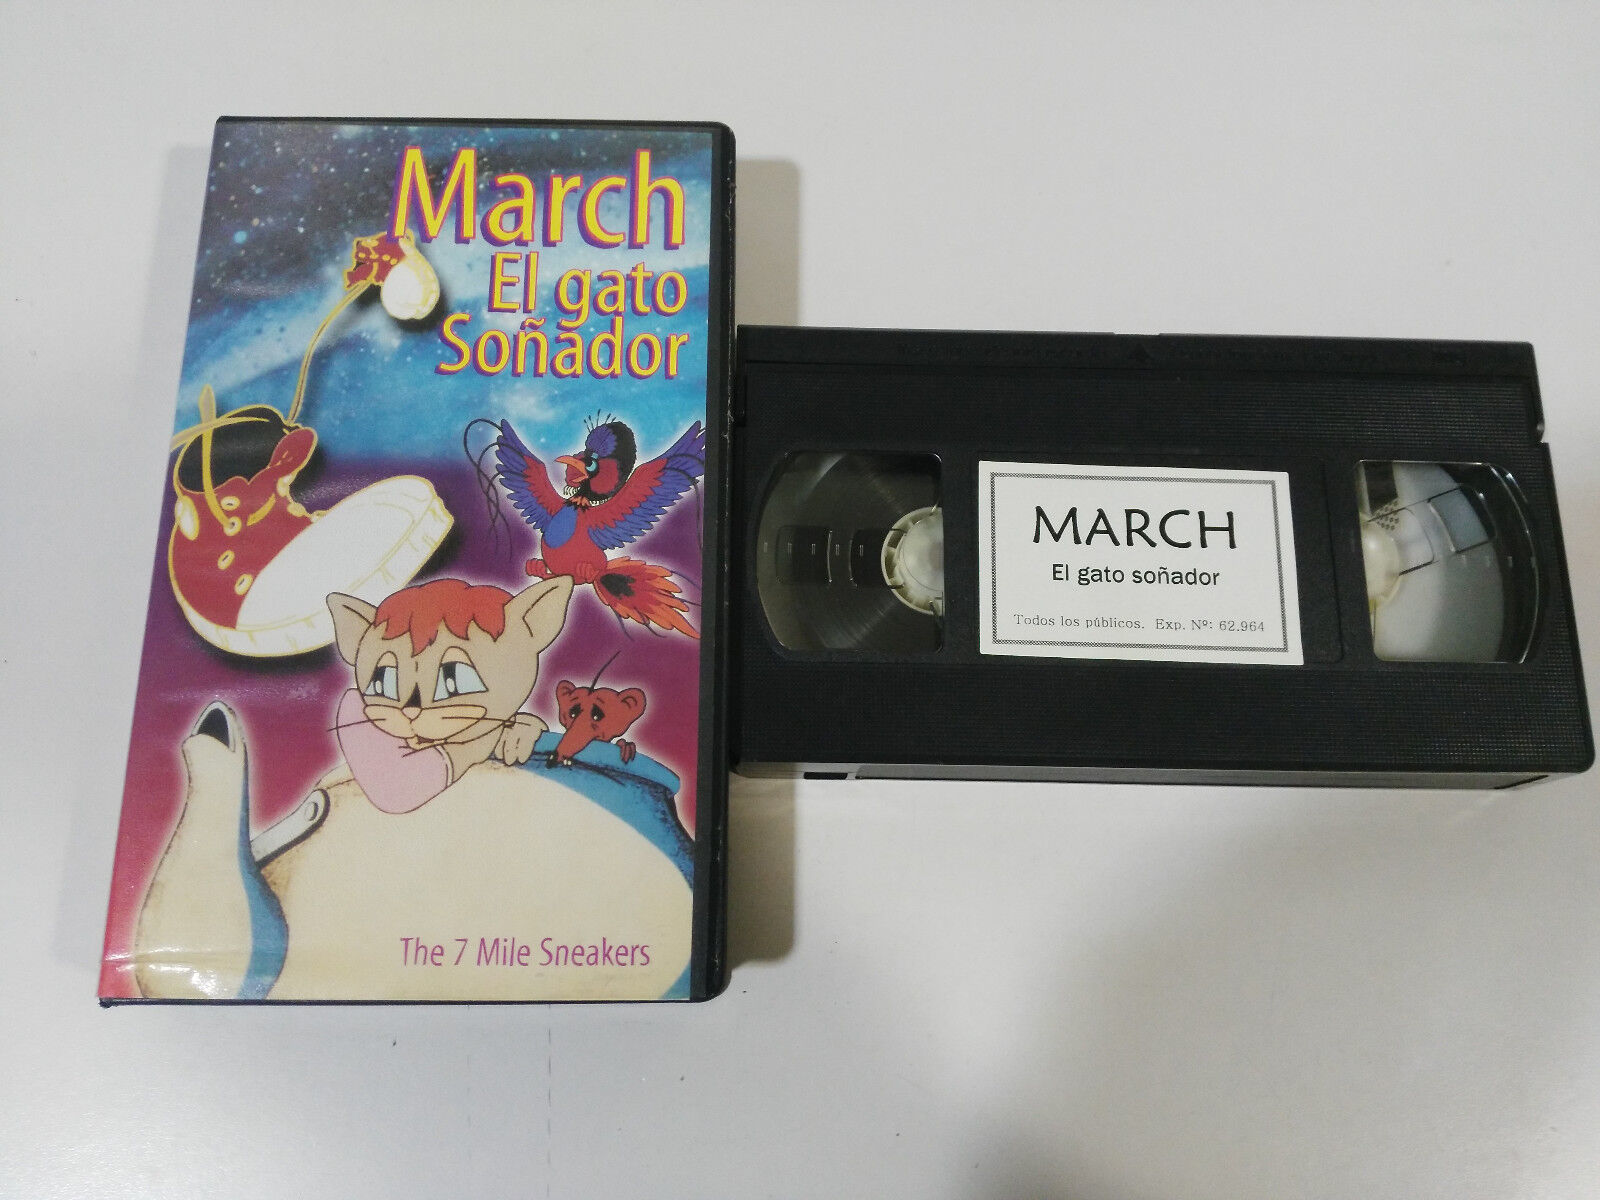 March
El gato
Soñador
The 7 Mile Sneakers
MARCH
El gato soñador
Todos los públicos. Exp. Nº: 62.964